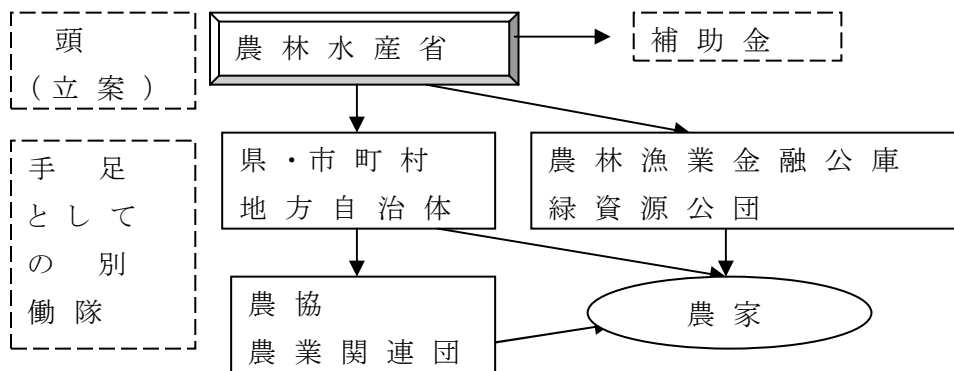 頭
(立案)
農林水産省
補助金
手足
として
の別
働隊
県・市町村
地方自治体
農林漁業金融公庫
緑資源公団
農協
農業関連団
農家